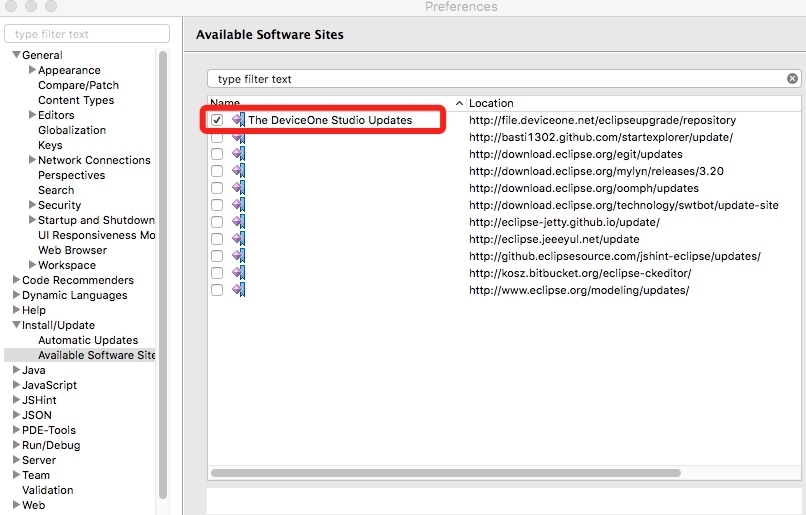 Preferences
type filter text
General
Appearance
Compare/Patch
Content Types
Editors
Globalization
Keys
Network Connections
Perspectives
Search
Security
Startup and Shutdown
UI Responsiveness Mo
Web Browser
Workspace
Code Recommenders
Dynamic Languages
Help
Install/Update
Automatic Updates
Available Software Site
Java
JavaScript
JSHint
JSON
PDE-Tools
Run/Debug
Server
Team
Validation
Web
Available Software Sites
type filter text
Name Location
The DeviceOne Studio Updates http://file.deviceone.net/eclipseupgrade/repository
http://basti1302.github.com/startexplorer/update/
http://download.eclipse.org/egit/updates
http://download.eclipse.org/mylyn/releases/3.20
http://download.eclipse.org/oomph/updates
http://download.eclipse.org/technology/swtbot/update-site
http://eclipse-jetty.github.io/update/
http://eclipse.jeeeyul.net/update
http://github.eclipsesource.com/jshint-eclipse/updates/
http://kosz.bitbucket.org/eclipse-ckeditor/
http://www.eclipse.org/modeling/updates/